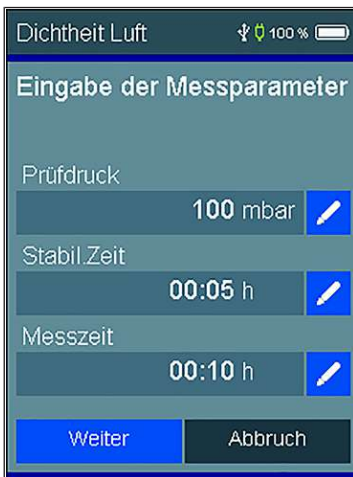 Dichtheit Luft 100 %
Eingabe der Messparameter
Prüfdruck
100 mbar
Stabil.Zeit
00:05 h
Messzeit
00:10 h
Weiter Abbruch